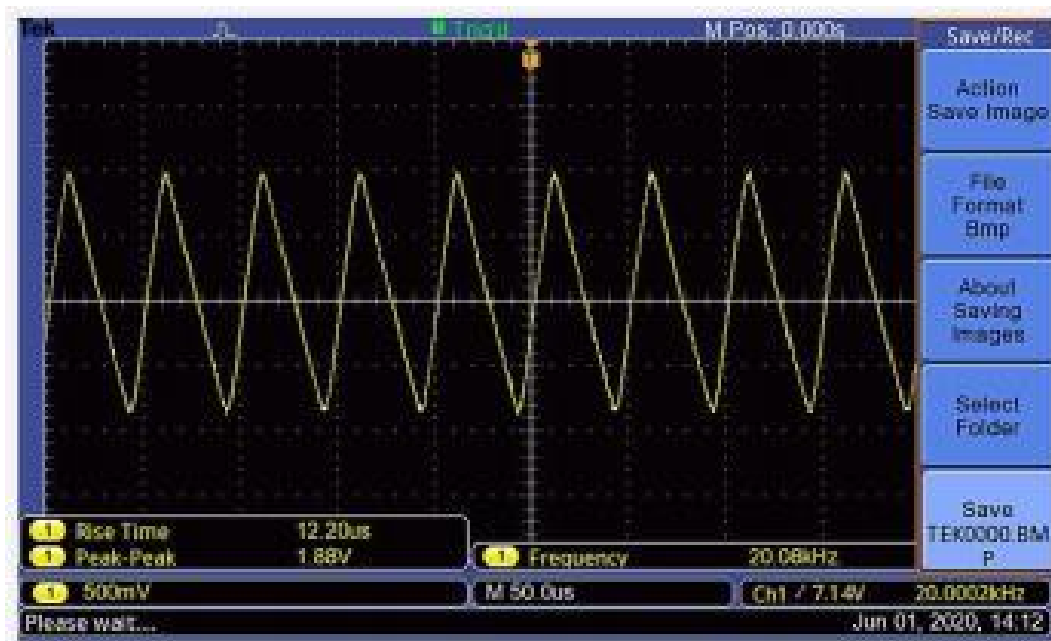 Tek
Trig'd
M Pos: 0.000s
Save/Rec
Action
Save Image
File
Format
Bmp
About
Saving
Images
Select
Folder
Save
TEK0000.BM
P
1 Rise Time 12.20us
1 Peak-Peak 1.88V
1 Frequency 20.08kHz
1 500mV
M 50.0us
Ch1 / 7.14V
20.0002kHz
Please wait...
Jun 01, 2020, 14:12